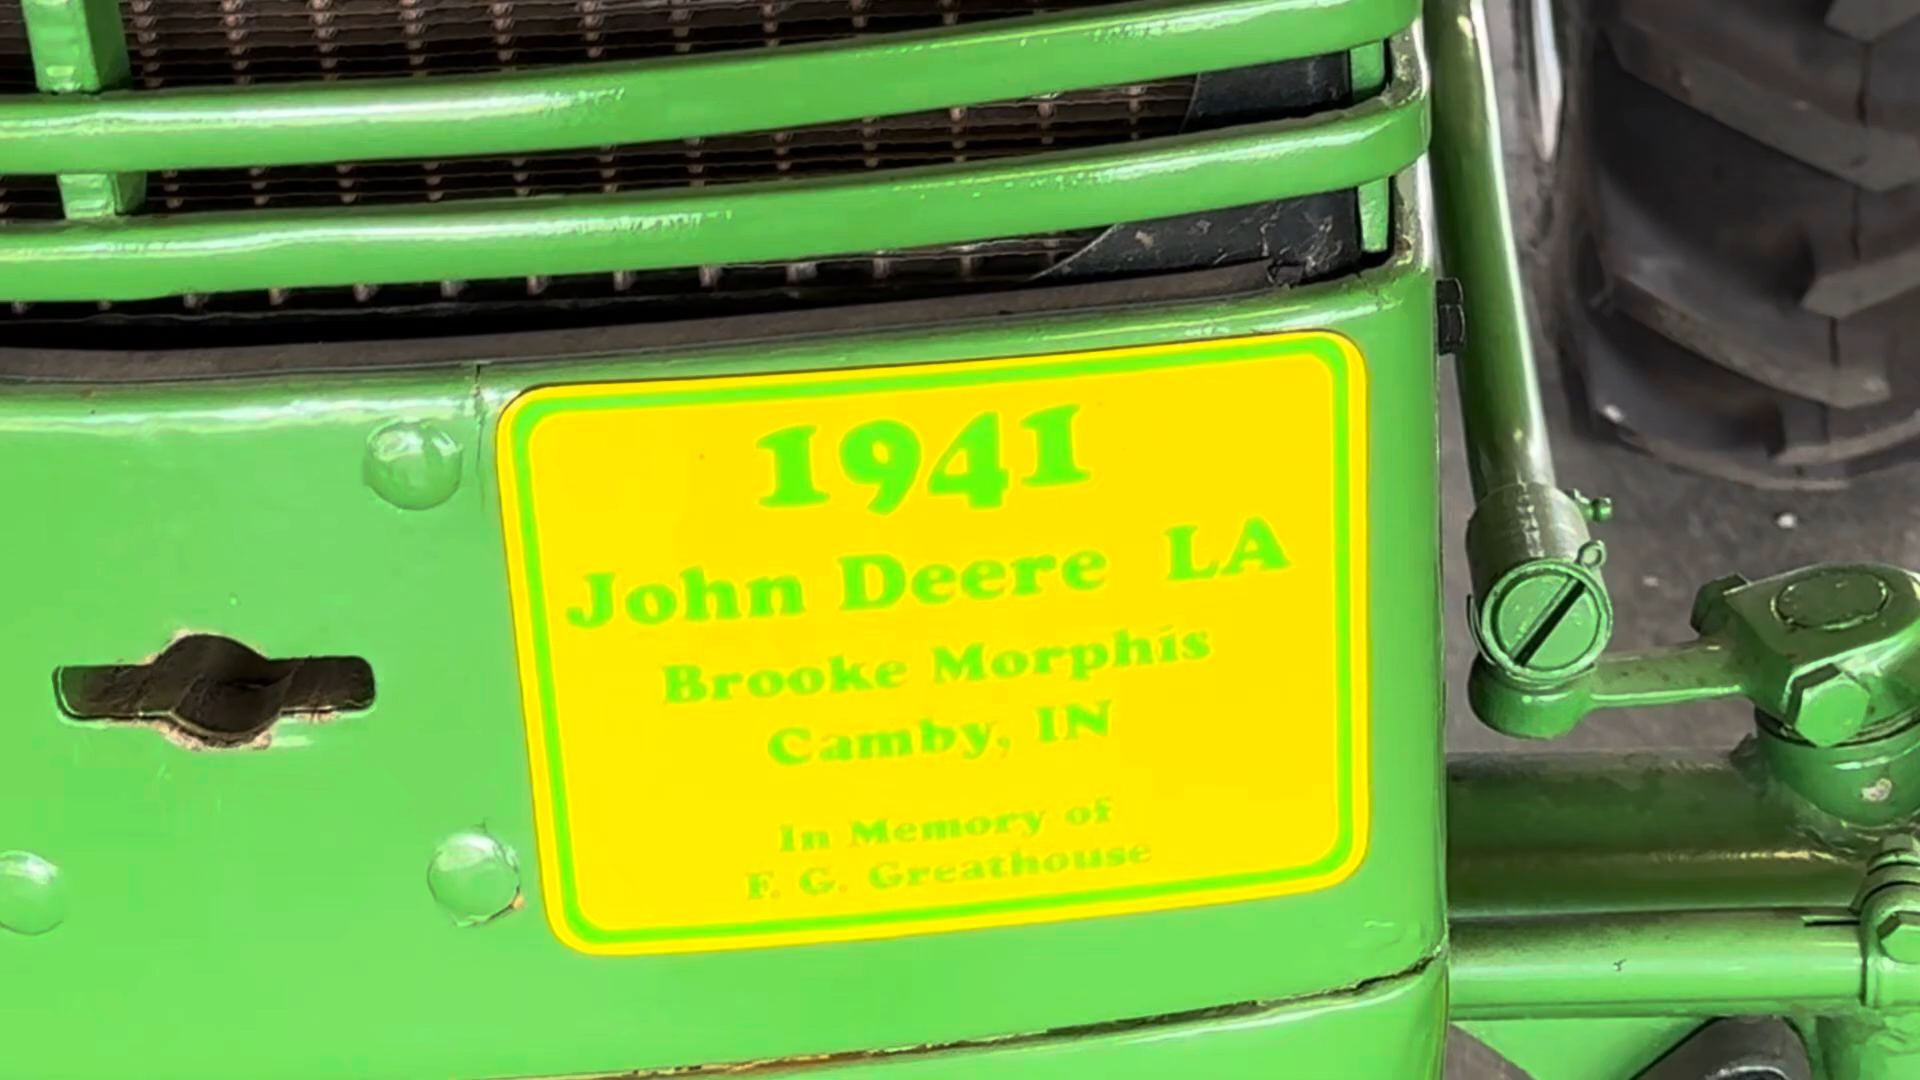 1941
John Deere LA
Brooke Morphis
Camby, IN
In Memory of
F. G. Greathouse